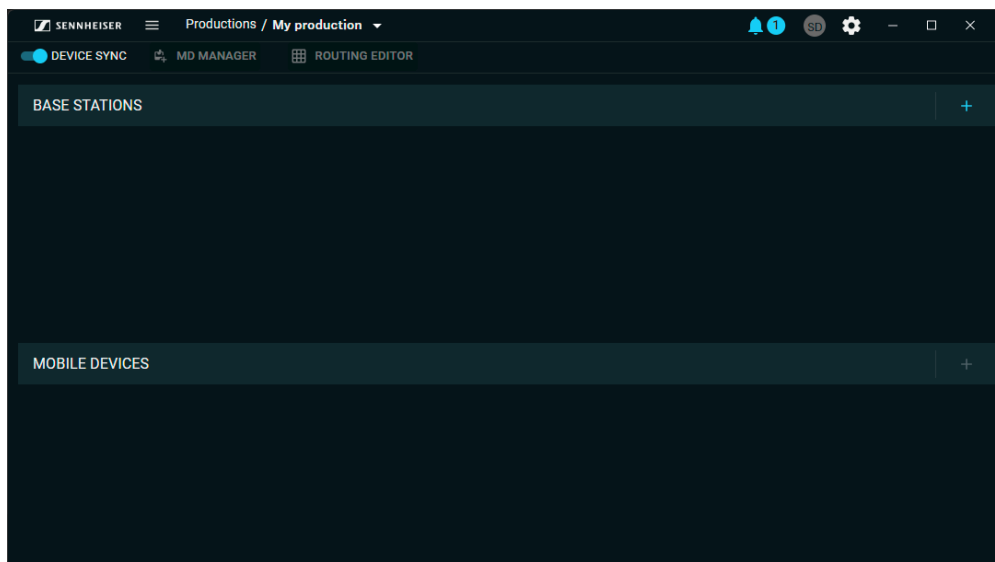 SENNHEISER Productions / My production 1 SD
DEVICE SYNC MD MANAGER ROUTING EDITOR
BASE STATIONS +
MOBILE DEVICES +